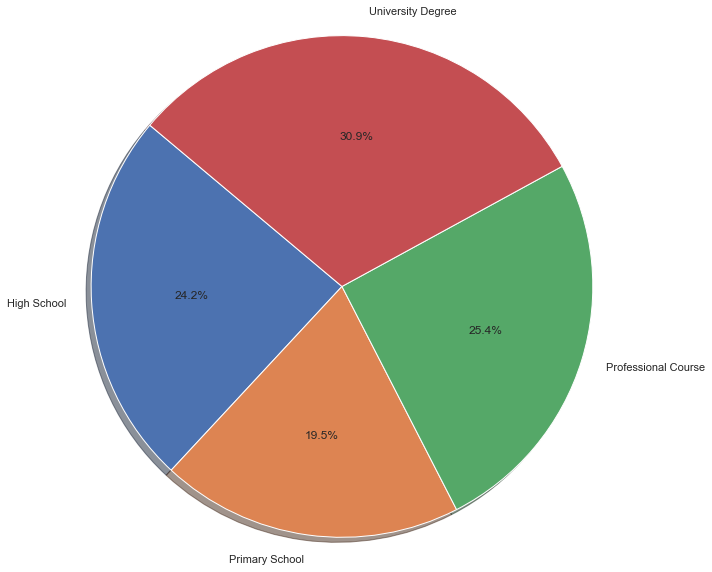 University Degree
30.9%
High School
24.2%
25.4%
Professional Course
19.5%
Primary School